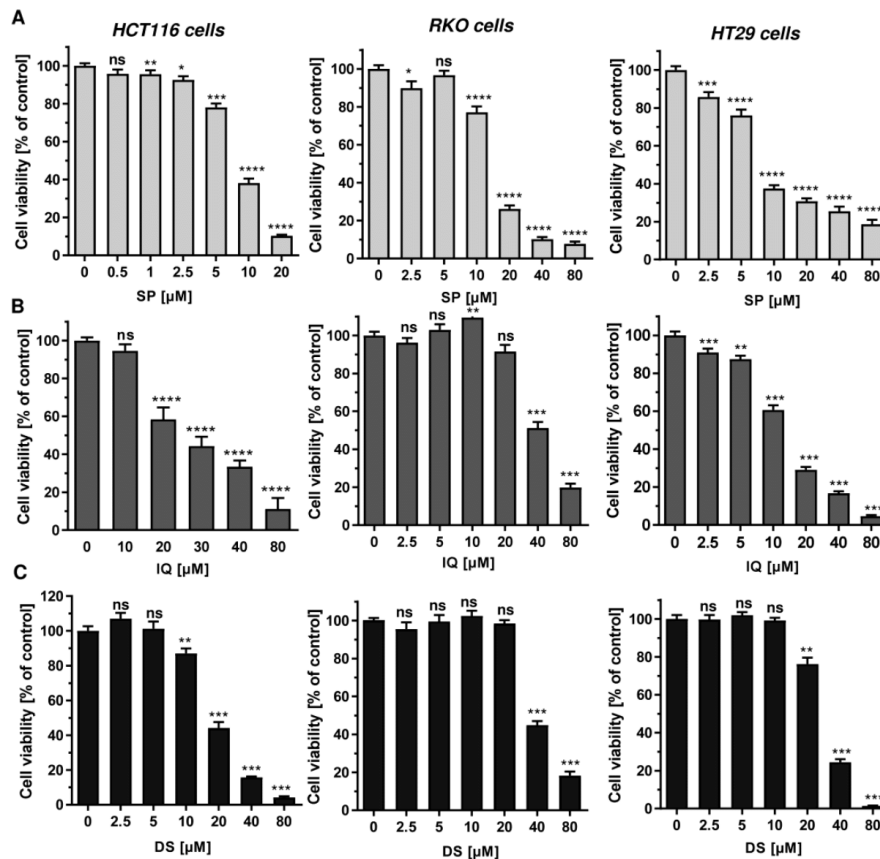 A
HCT116 cells
RKO cells
HT29 cells
Cell viability [% of control]
100
80
60
40
20
0
ns
**
*
***
****
****
0 0.5 1 2.5 5 10 20
SP [µM]
Cell viability [% of control]
100
80
60
40
20
0
*
ns
****
****
****
****
0 2.5 5 10 20 40 80
SP [µM]
Cell viability [% of control]
100
80
60
40
20
0
***
****
****
****
****
****
0 2.5 5 10 20 40 80
SP [µM]
B
Cell viability [% of control]
100
80
60
40
20
0
ns
****
****
****
****
0 10 20 30 40 80
IQ [µM]
Cell viability [% of control]
100
80
60
40
20
0
ns
ns
**
ns
***
***
0 2.5 5 10 20 40 80
IQ [µM]
Cell viability [% of control]
100
80
60
40
20
0
***
**
***
***
***
***
0 2.5 5 10 20 40 80
IQ [µM]
C
Cell viability [% of control]
120
100
80
60
40
20
0
ns
ns
**
***
***
***
0 2.5 5 10 20 40 80
DS [µM]
Cell viability [% of control]
100
80
60
40
20
0
ns
ns
ns
ns
***
***
0 2.5 5 10 20 40 80
DS [µM]
Cell viability [% of control]
100
80
60
40
20
0
ns
ns
ns
**
***
***
0 2.5 5 10 20 40 80
DS [µM]